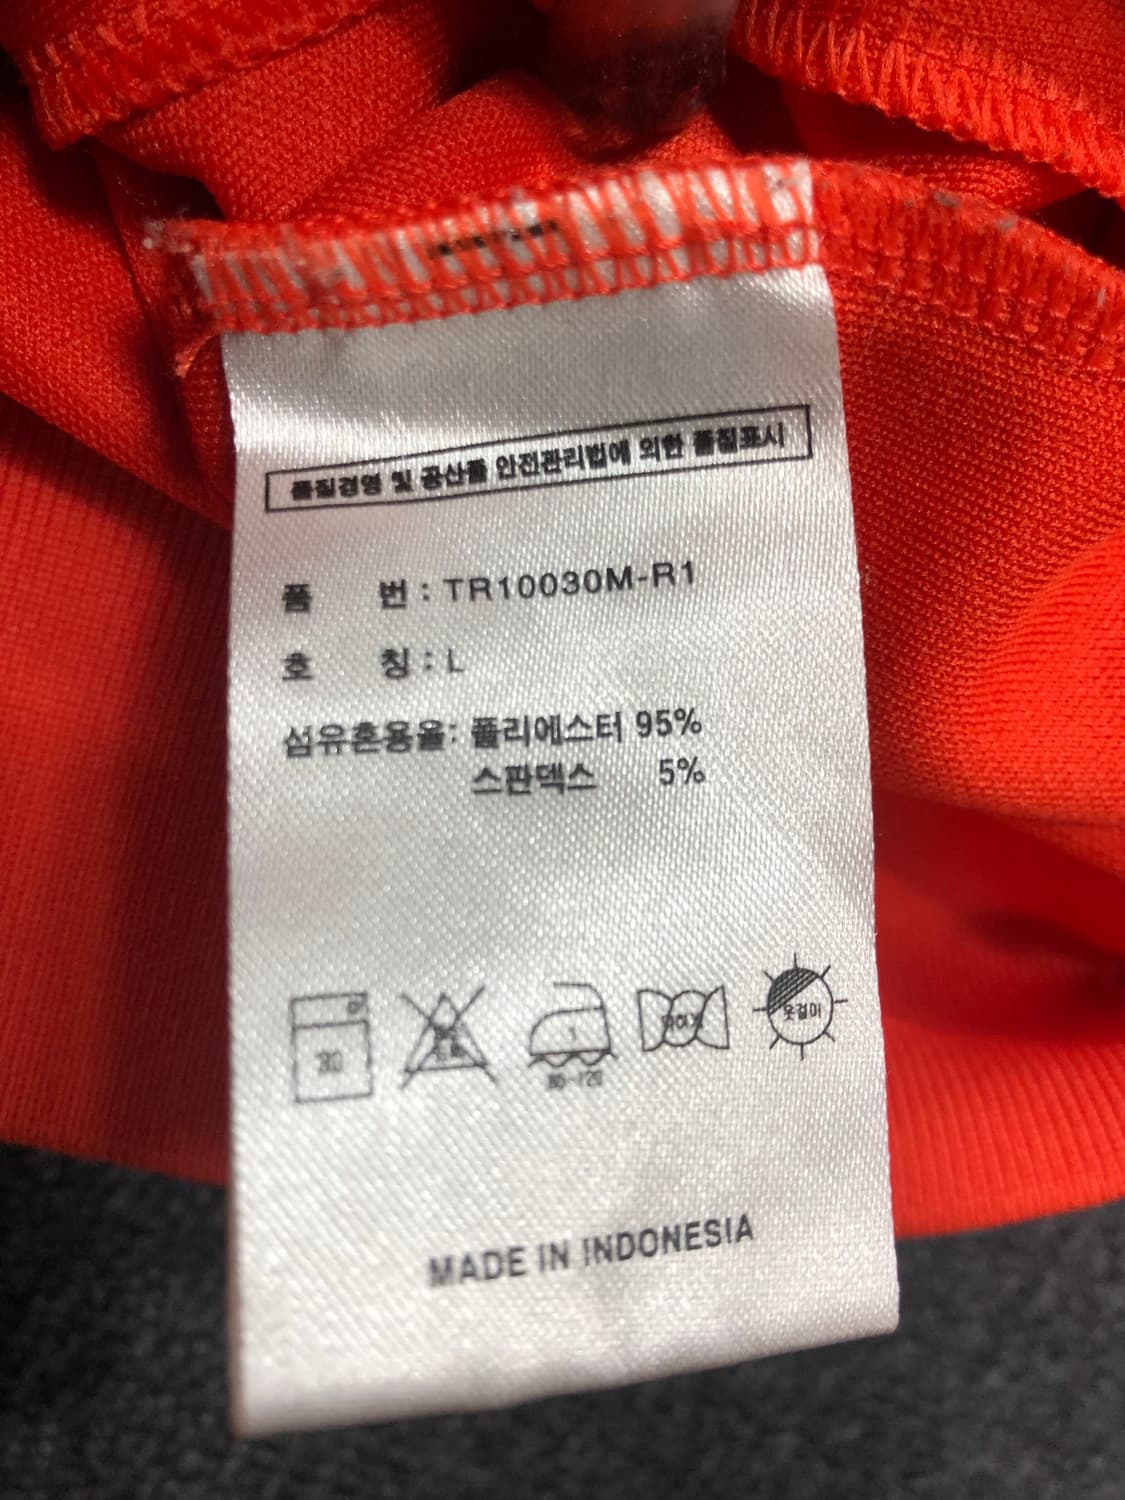 품질경영 및 공산품 안전관리법에 의한 품질표시
품 번 : TR10030M-R1
호 칭 : L
섬유혼용율: 폴리에스터 95%
스판덱스 5%
30
옷걸이
80-120
MADE IN INDONESIA